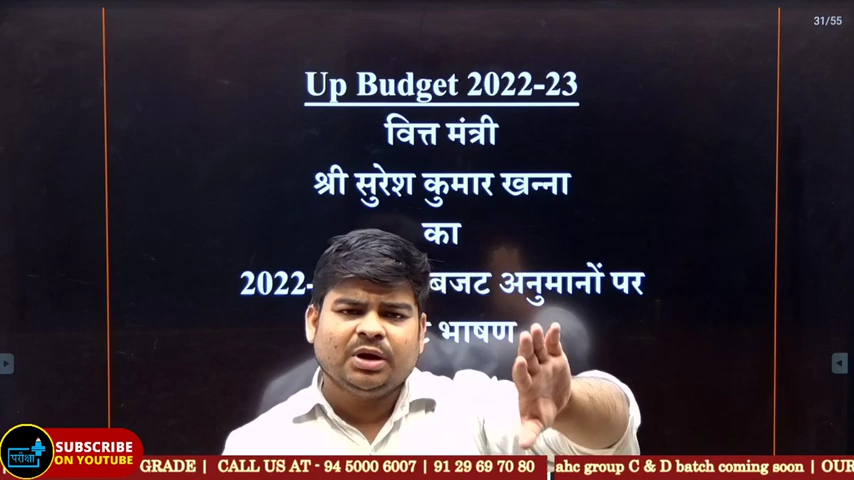 31/55
Up Budget 2022-23
वित्त मंत्री
श्री सुरेश कुमार खन्ना
का
2022- बजट अनुमानों पर
भाषण
परीक्षा
SUBSCRIBE
ON YOUTUBE
GRADE | CALL US AT - 94 5000 6007 | 91 29 69 70 80
ahc group C & D batch coming soon | OUR